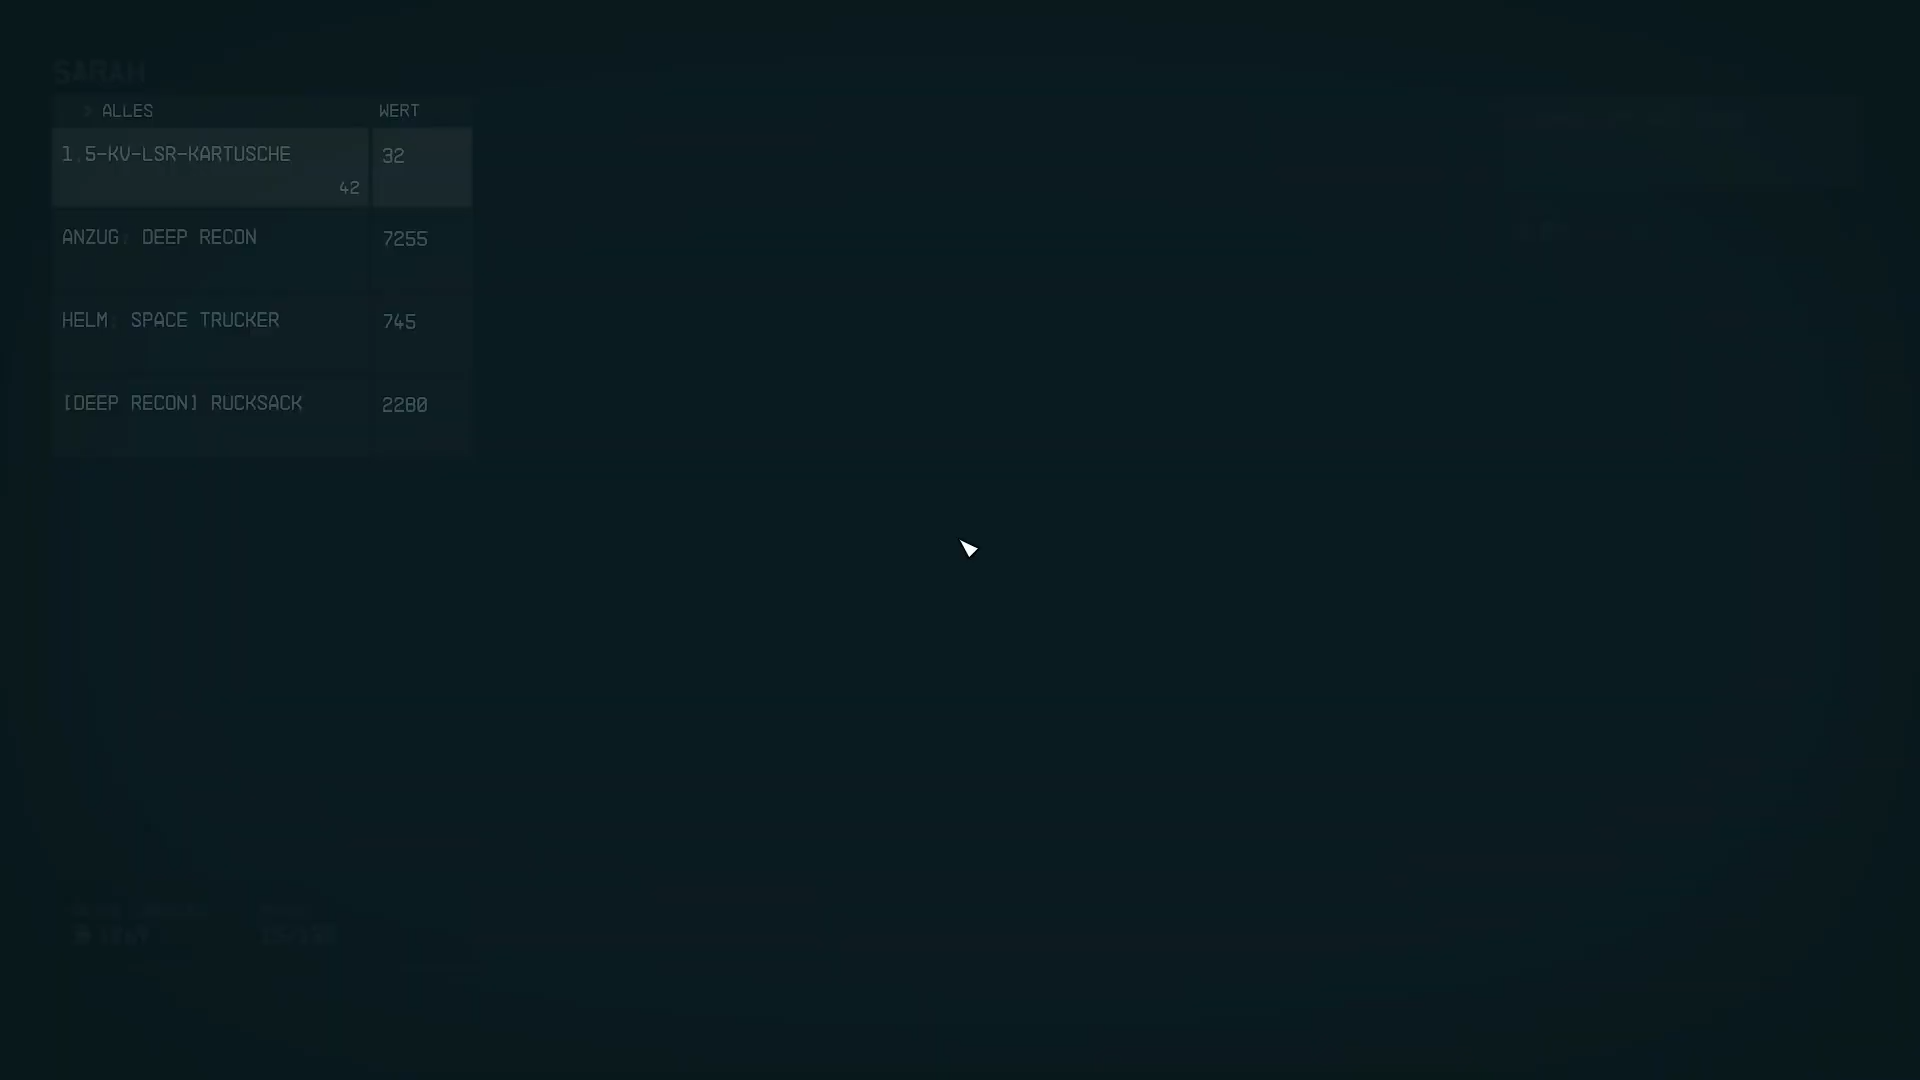 SARAH
ALLES WERT
1.5-KV-LSR-KARTUSCHE 32
42
ANZUG: DEEP RECON 7255
HELM: SPACE TRUCKER 745
[DEEP RECON] RUCKSACK 2280